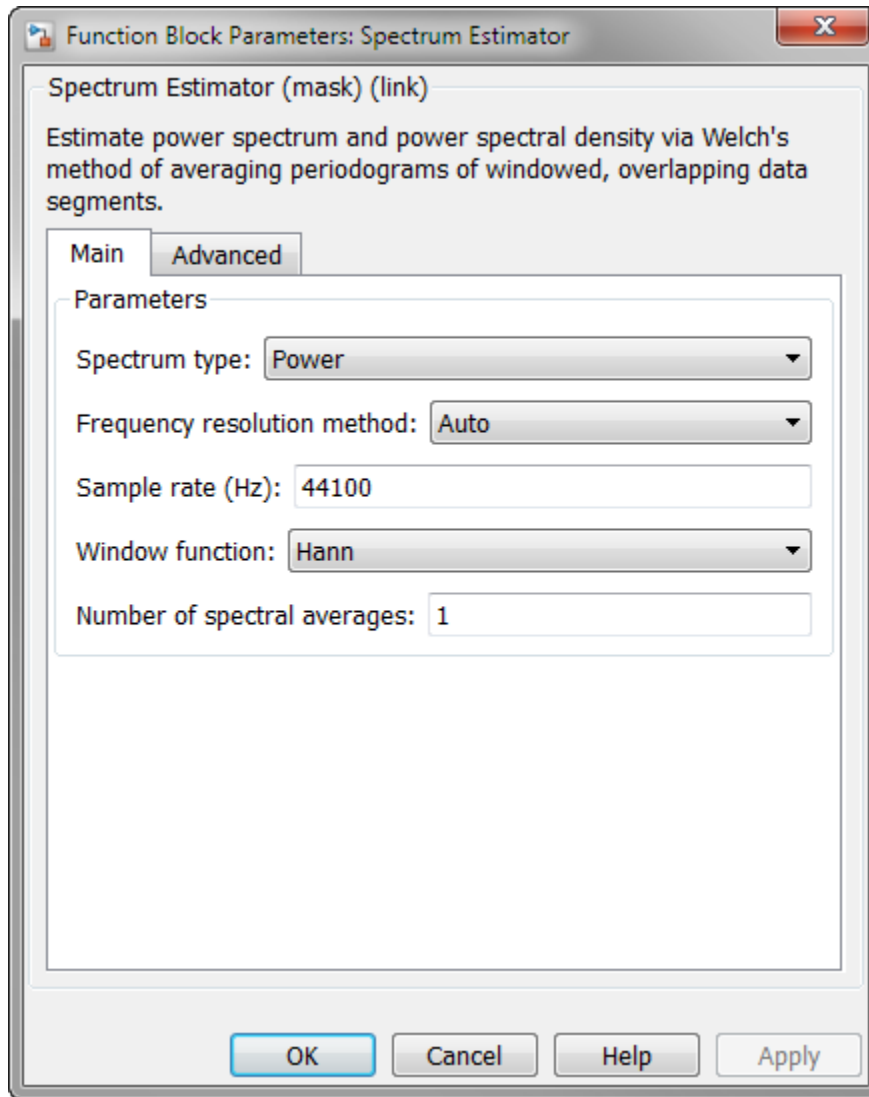 Function Block Parameters: Spectrum Estimator
Spectrum Estimator (mask) (link)
Estimate power spectrum and power spectral density via Welch's
method of averaging periodograms of windowed, overlapping data
segments.
Main Advanced
Parameters
Spectrum type: Power
Frequency resolution method: Auto
Sample rate (Hz): 44100
Window function: Hann
Number of spectral averages: 1
OK Cancel Help Apply